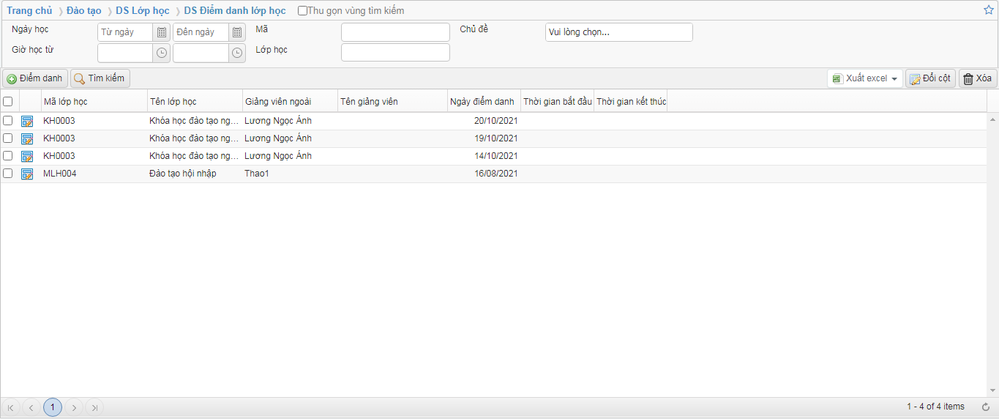 Trang chủ Đào tạo DS Lớp học DS Điểm danh lớp học Thu gọn vùng tìm kiếm
Ngày học Từ ngày Đến ngày Mã Chủ đề Vui lòng chọn...
Giờ học từ Lớp học
Điểm danh Tìm kiếm Xuất excel Đổi cột Xóa
Mã lớp học Tên lớp học Giảng viên ngoài Tên giảng viên Ngày điểm danh Thời gian bắt đầu Thời gian kết thúc
KH0003 Khóa học đào tạo ng... Lương Ngọc Ánh 20/10/2021
KH0003 Khóa học đào tạo ng... Lương Ngọc Ánh 19/10/2021
KH0003 Khóa học đào tạo ng... Lương Ngọc Ánh 14/10/2021
MLH004 Đào tạo hội nhập Thao1 16/08/2021
1 1 - 4 of 4 items